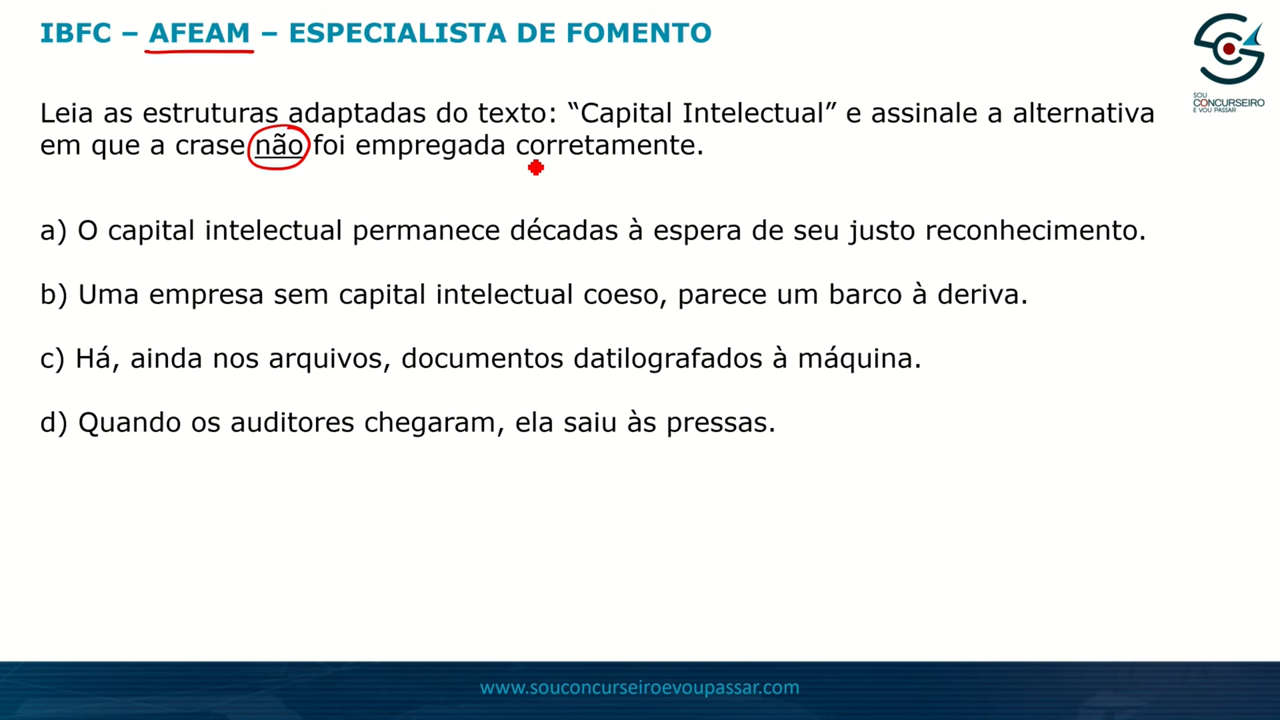 IBFC – AFEAM – ESPECIALISTA DE FOMENTO
SOU
CONCURSEIRO
E VOU PASSAR
Leia as estruturas adaptadas do texto: “Capital Intelectual” e assinale a alternativa
em que a crase não foi empregada corretamente.
a) O capital intelectual permanece décadas à espera de seu justo reconhecimento.
b) Uma empresa sem capital intelectual coeso, parece um barco à deriva.
c) Há, ainda nos arquivos, documentos datilografados à máquina.
d) Quando os auditores chegaram, ela saiu às pressas.
www.souconcurseiroevoupassar.com